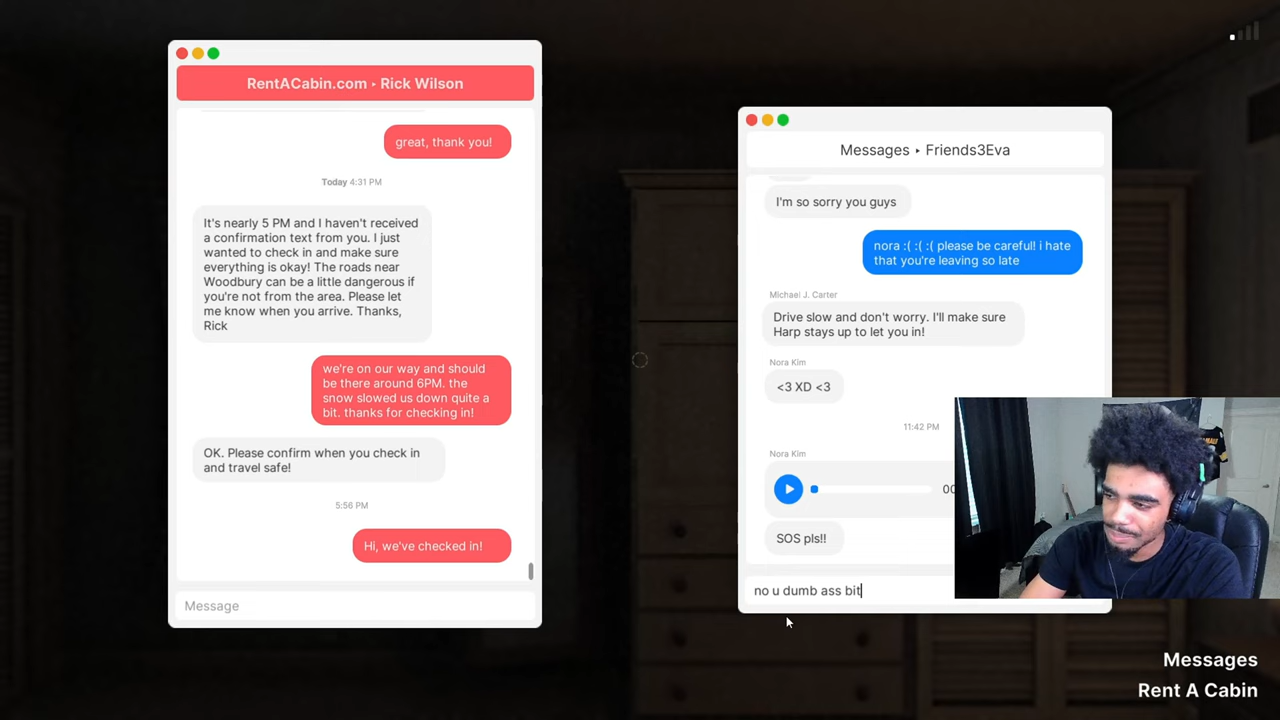 RentACabin.com ▸ Rick Wilson
great, thank you!
Today 4:31 PM
It's nearly 5 PM and I haven't received
a confirmation text from you. I just
wanted to check in and make sure
everything is okay! The roads near
Woodbury can be a little dangerous if
you're not from the area. Please let
me know when you arrive. Thanks,
Rick
we're on our way and should
be there around 6PM. the
snow slowed us down quite a
bit. thanks for checking in!
OK. Please confirm when you check in
and travel safe!
5:56 PM
Hi, we've checked in!
Message
Messages ▸ Friends3Eva
I'm so sorry you guys
nora :( :( :( please be careful! i hate
that you're leaving so late
Michael J. Carter
Drive slow and don't worry. I'll make sure
Harp stays up to let you in!
Nora Kim
<3 XD <3
11:42 PM
Nora Kim
SOS pls!!
no u dumb ass bit
Messages
Rent A Cabin